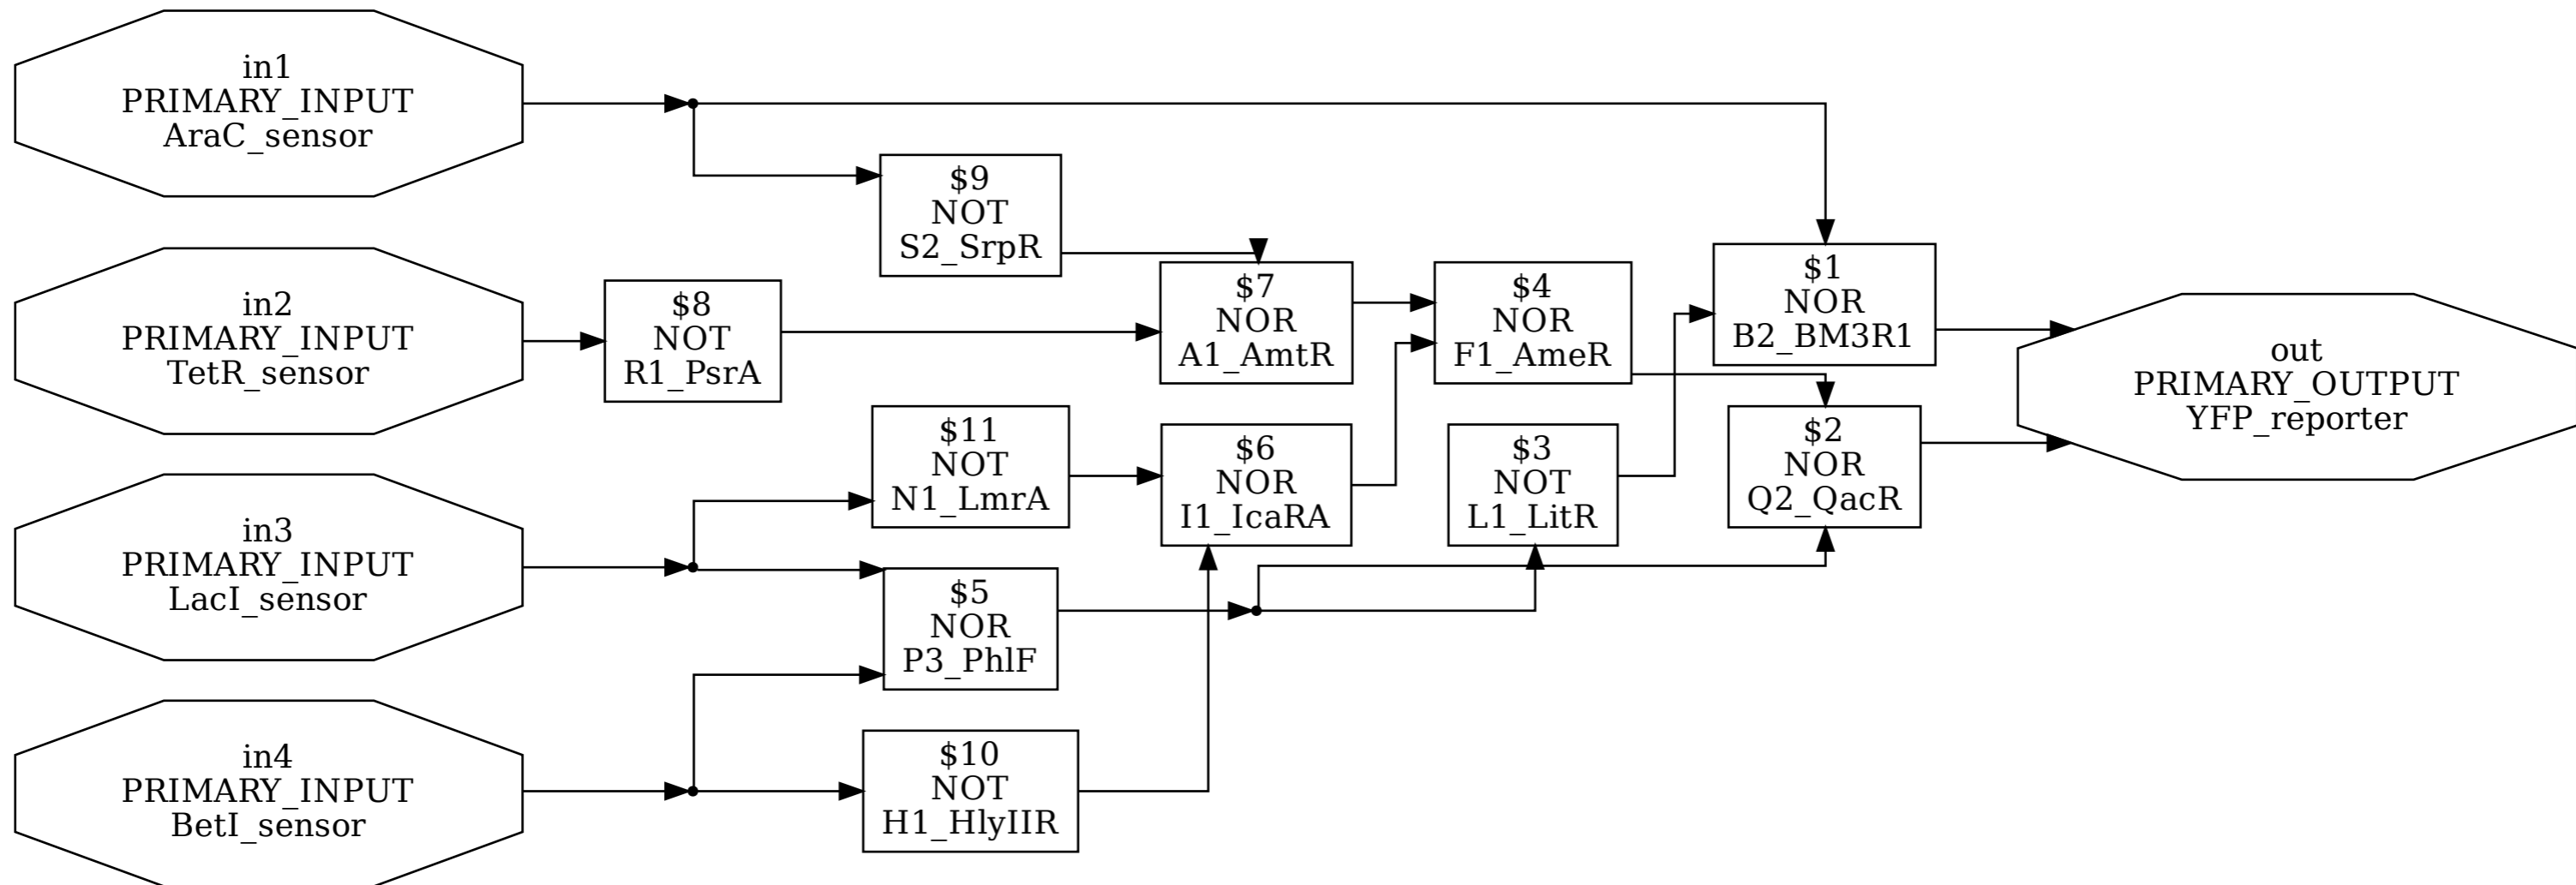 in1
PRIMARY_INPUT
AraC_sensor
$9
NOT
S2_SrpR
in2
PRIMARY_INPUT
TetR_sensor
$8
NOT
R1_PsrA
$7
NOR
A1_AmtR
$4
NOR
F1_AmeR
$1
NOR
B2_BM3R1
out
PRIMARY_OUTPUT
YFP_reporter
$11
NOT
N1_LmrA
$6
NOR
I1_IcaRA
$3
NOT
L1_LitR
$2
NOR
Q2_QacR
in3
PRIMARY_INPUT
LacI_sensor
$5
NOR
P3_PhlF
in4
PRIMARY_INPUT
BetI_sensor
$10
NOT
H1_HlyIIR